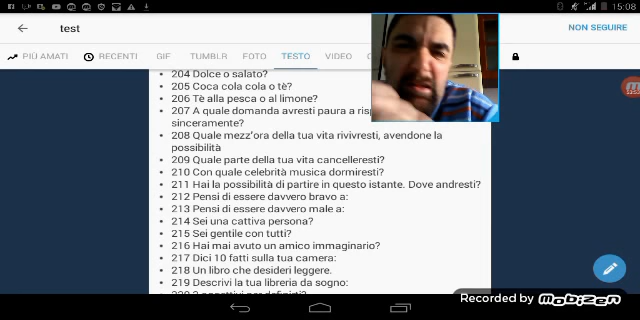 15:08
test
NON SEGUIRE
PIÙ AMATI RECENTI GIF TUMBLR FOTO TESTO VIDEO
204 Dolce o salato?
205 Coca cola cola o tè?
206 Tè alla pesca o al limone?
207 A quale domanda avresti paura a
sinceramente?
208 Quale mezz'ora della tua vita rivivresti, avendone la
possibilità
209 Quale parte della tua vita cancelleresti?
210 Con quale celebrità musica dormiresti?
211 Hai la possibilità di partire in questo istante. Dove andresti?
212 Pensi di essere davvero bravo a:
213 Pensi di essere davvero male a:
214 Sei una cattiva persona?
215 Sei gentile con tutti?
216 Hai mai avuto un amico immaginario?
217 Dici 10 fatti sulla tua camera:
218 Un libro che desideri leggere.
219 Descrivi la tua libreria da sogno:
Recorded by Mobizen